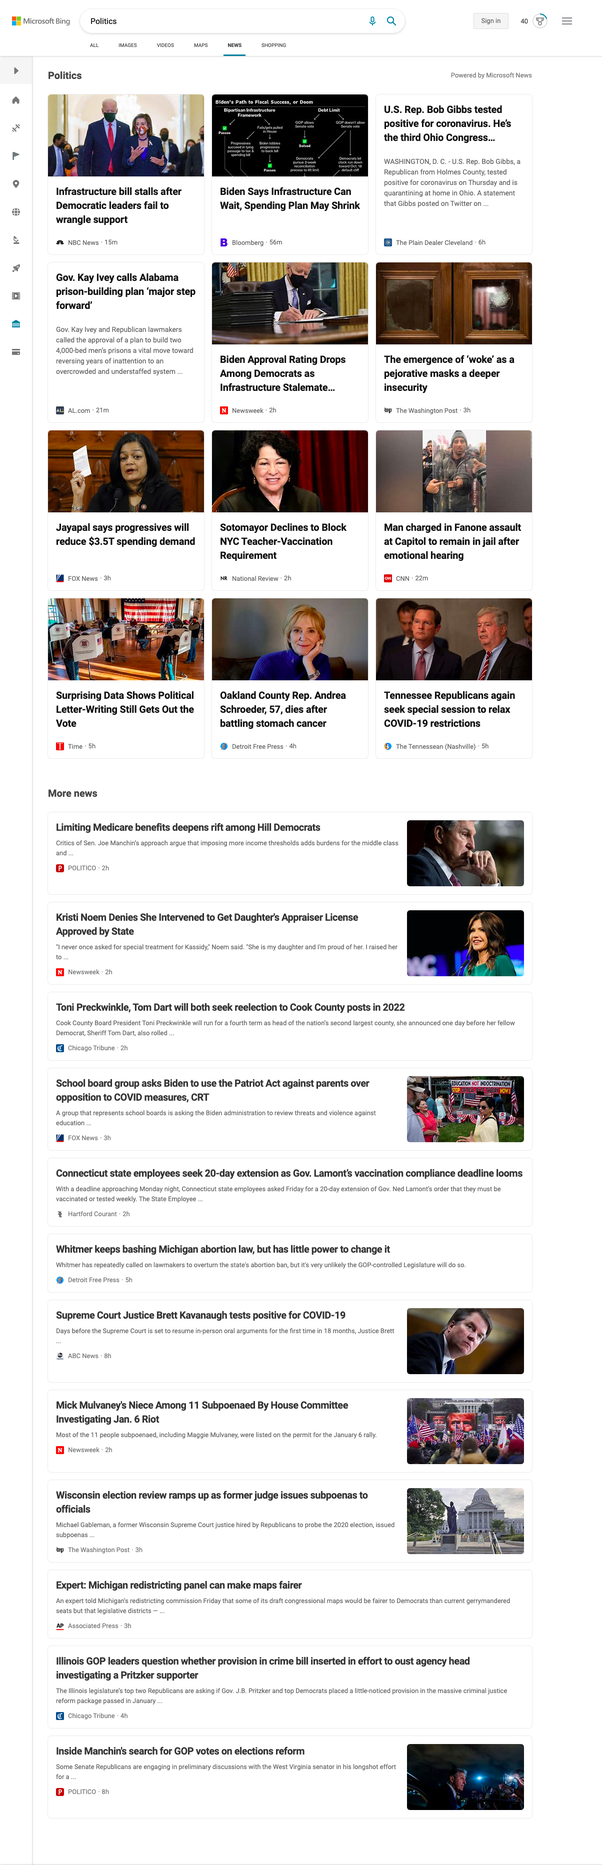 Microsoft Bing
Politics
Sign in
40
ALL
IMAGES
VIDEOS
MAPS
NEWS
SHOPPING
Politics
Powered by Microsoft News
Infrastructure bill stalls after
Democratic leaders fail to
wrangle support
NBC News · 15m
Biden's Path to Fiscal Success, or Doom
Bipartisan Infrastructure
Debt Limit
Biden Says Infrastructure Can
Wait, Spending Plan May Shrink
Bloomberg · 56m
U.S. Rep. Bob Gibbs tested
positive for coronavirus. He's
the third Ohio Congress...
WASHINGTON, D. C. - U.S. Rep. Bob Gibbs, a
Republican from Holmes County, tested
positive for coronavirus on Thursday and is
quarantining at home in Ohio. A statement
that Gibbs posted on Twitter on ...
The Plain Dealer Cleveland · 6h
Gov. Kay Ivey calls Alabama
prison-building plan ‘major step
forward’
Gov. Kay Ivey and Republican lawmakers
called the approval of a plan to build two
4,000-bed men's prisons a vital move toward
reversing years of inattention to an
overcrowded and understaffed system ...
AL.com · 21m
Biden Approval Rating Drops
Among Democrats as
Infrastructure Stalemate...
Newsweek · 2h
The emergence of ‘woke’ as a
pejorative masks a deeper
insecurity
The Washington Post · 3h
Jayapal says progressives will
reduce $3.5T spending demand
FOX News · 3h
Sotomayor Declines to Block
NYC Teacher-Vaccination
Requirement
National Review · 2h
Man charged in Fanone assault
at Capitol to remain in jail after
emotional hearing
CNN · 22m
Surprising Data Shows Political
Letter-Writing Still Gets Out the
Vote
Time · 5h
Oakland County Rep. Andrea
Schroeder, 57, dies after
battling stomach cancer
Detroit Free Press · 4h
Tennessee Republicans again
seek special session to relax
COVID-19 restrictions
The Tennessean (Nashville) · 5h
More news
Limiting Medicare benefits deepens rift among Hill Democrats
Critics of Sen. Joe Manchin's approach argue that imposing more income thresholds adds burdens for the middle class
and ...
POLITICO · 2h
Kristi Noem Denies She Intervened to Get Daughter's Appraiser License
Approved by State
"I never once asked for special treatment for Kassidy," Noem said. "She is my daughter and I'm proud of her. I raised her
to ...
Newsweek · 2h
Toni Preckwinkle, Tom Dart will both seek reelection to Cook County posts in 2022
Cook County Board President Toni Preckwinkle will run for a fourth term as head of the nation's second largest county, she announced one day before her fellow
Democrat, Sheriff Tom Dart, also rolled ...
Chicago Tribune · 2h
School board group asks Biden to use the Patriot Act against parents over
opposition to COVID measures, CRT
A group that represents school boards is asking the Biden administration to review threats and violence against
education ...
FOX News · 3h
EDUCATION NOT INDOCTRINATION
Connecticut state employees seek 20-day extension as Gov. Lamont's vaccination compliance deadline looms
With a deadline approaching Monday night, Connecticut state employees asked Friday for a 20-day extension of Gov. Ned Lamont's order that they must be
vaccinated or tested weekly. The State Employee ...
Hartford Courant · 2h
Whitmer keeps bashing Michigan abortion law, but has little power to change it
Whitmer has repeatedly called on lawmakers to overturn the state's abortion ban, but it's very unlikely the GOP-controlled Legislature will do so.
Detroit Free Press · 5h
Supreme Court Justice Brett Kavanaugh tests positive for COVID-19
Days before the Supreme Court is set to resume in-person oral arguments for the first time in 18 months, Justice Brett
...
ABC News · 8h
Mick Mulvaney's Niece Among 11 Subpoenaed By House Committee
Investigating Jan. 6 Riot
Most of the 11 people subpoenaed, including Maggie Mulvaney, were listed on the permit for the January 6 rally.
Newsweek · 2h
Wisconsin election review ramps up as former judge issues subpoenas to
officials
Michael Gableman, a former Wisconsin Supreme Court justice hired by Republicans to probe the 2020 election, issued
subpoenas ...
The Washington Post · 3h
Expert: Michigan redistricting panel can make maps fairer
An expert told Michigan's redistricting commission Friday that some of its draft congressional maps would be fairer to Democrats than current gerrymandered
seats but that legislative districts — ...
Associated Press · 3h
Illinois GOP leaders question whether provision in crime bill inserted in effort to oust agency head
investigating a Pritzker supporter
The Illinois legislature's top two Republicans are asking if Gov. J.B. Pritzker and top Democrats placed a little-noticed provision in the massive criminal justice
reform package passed in January ...
Chicago Tribune · 4h
Inside Manchin's search for GOP votes on elections reform
Some Senate Republicans are engaging in preliminary discussions with the West Virginia senator in his longshot effort
for a ...
POLITICO · 8h